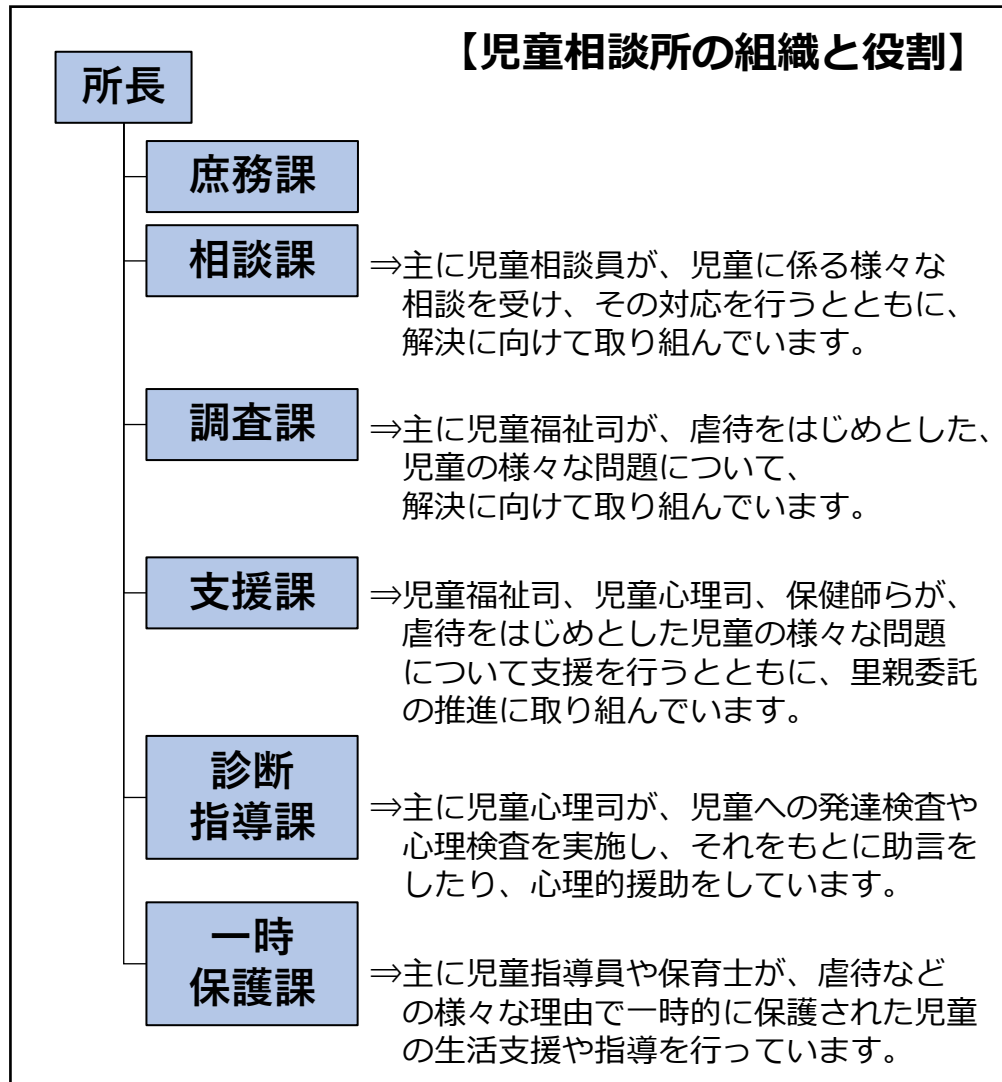 【児童相談所の組織と役割】
所長
庶務課
相談課
⇒主に児童相談員が、児童に係る様々な
相談を受け、その対応を行うとともに、
解決に向けて取り組んでいます。
調査課
⇒主に児童福祉司が、虐待をはじめとした、
児童の様々な問題について、
解決に向けて取り組んでいます。
支援課
⇒児童福祉司、児童心理司、保健師らが、
虐待をはじめとした児童の様々な問題
について支援を行うとともに、里親委託
の推進に取り組んでいます。
診断
指導課
⇒主に児童心理司が、児童への発達検査や
心理検査を実施し、それをもとに助言を
したり、心理的援助をしています。
一時
保護課
⇒主に児童指導員や保育士が、虐待など
の様々な理由で一時的に保護された児童
の生活支援や指導を行っています。